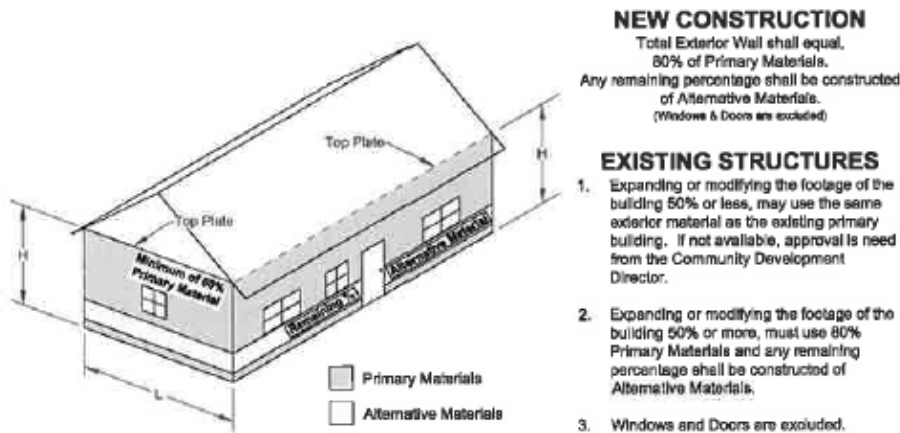 NEW CONSTRUCTION
Total Exterior Wall shall equal,
80% of Primary Materials.
Any remaining percentage shall be constructed
of Alternative Materials.
(Windows & Doors are excluded)
EXISTING STRUCTURES
1. Expanding or modifying the footage of the
building 50% or less, may use the same
exterior material as the existing primary
building. If not available, approval is need
from the Community Development
Director.
2. Expanding or modifying the footage of the
building 50% or more, must use 80%
Primary Materials and any remaining
percentage shall be constructed of
Alternative Materials.
3. Windows and Doors are excluded.
Top Plate
H
Top Plate
H
Minimum of 80%
Primary Material
Remaining %
Alternative Material
L
Primary Materials
Alternative Materials